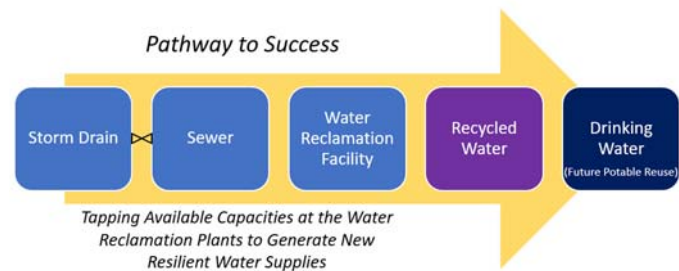 Pathway to Success
Storm Drain
Sewer
Water
Reclamation
Facility
Recycled
Water
Drinking
Water
(Future Potable Reuse)
Tapping Available Capacities at the Water
Reclamation Plants to Generate New
Resilient Water Supplies